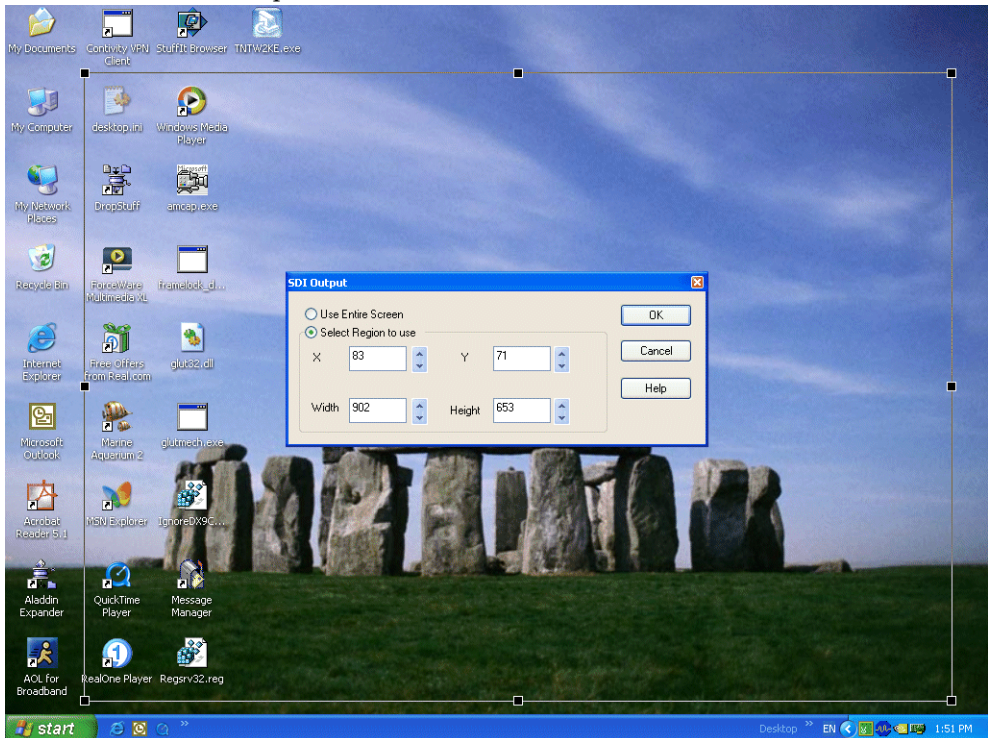 My Documents
Contivity VPN
Client
StuffIt Browser
TNTW2KE.exe
My Computer
desktop.ini
Windows Media
Player
My Network
Places
DropStuff
Microsoft
amcap.exe
Recycle Bin
ForceWare
Multimedia XL
framelock_d...
Internet
Explorer
Free Offers
from Real.com
glut32.dll
Microsoft
Outlook
Marine
Aquarium 2
glutmech.exe
Acrobat
Reader 5.1
MSN Explorer
IgnoreDX9C...
Aladdin
Expander
QuickTime
Player
Message
Manager
AOL for
Broadband
RealOne Player
Regsrv32.reg
SDI Output
Use Entire Screen
Select Region to use
X 83 Y 71
Width 902 Height 653
OK
Cancel
Help
start
Desktop » EN 1:51 PM